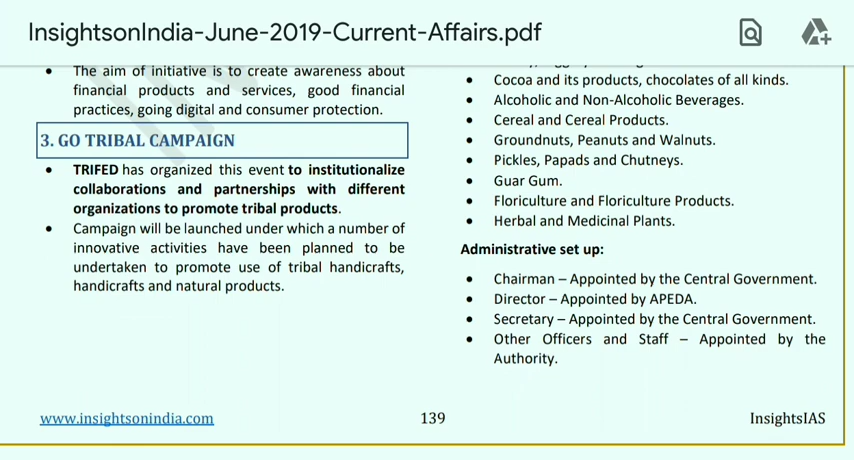 InsightsonIndia-June-2019-Current-Affairs.pdf
• The aim of initiative is to create awareness about
financial products and services, good financial
practices, going digital and consumer protection.
3. GO TRIBAL CAMPAIGN
• TRIFED has organized this event to institutionalize
collaborations and partnerships with different
organizations to promote tribal products.
• Campaign will be launched under which a number of
innovative activities have been planned to be
undertaken to promote use of tribal handicrafts,
handicrafts and natural products.
• Cocoa and its products, chocolates of all kinds.
• Alcoholic and Non-Alcoholic Beverages.
• Cereal and Cereal Products.
• Groundnuts, Peanuts and Walnuts.
• Pickles, Papads and Chutneys.
• Guar Gum.
• Floriculture and Floriculture Products.
• Herbal and Medicinal Plants.
Administrative set up:
• Chairman – Appointed by the Central Government.
• Director – Appointed by APEDA.
• Secretary – Appointed by the Central Government.
• Other Officers and Staff – Appointed by the
Authority.
www.insightsonindia.com
139
InsightsIAS